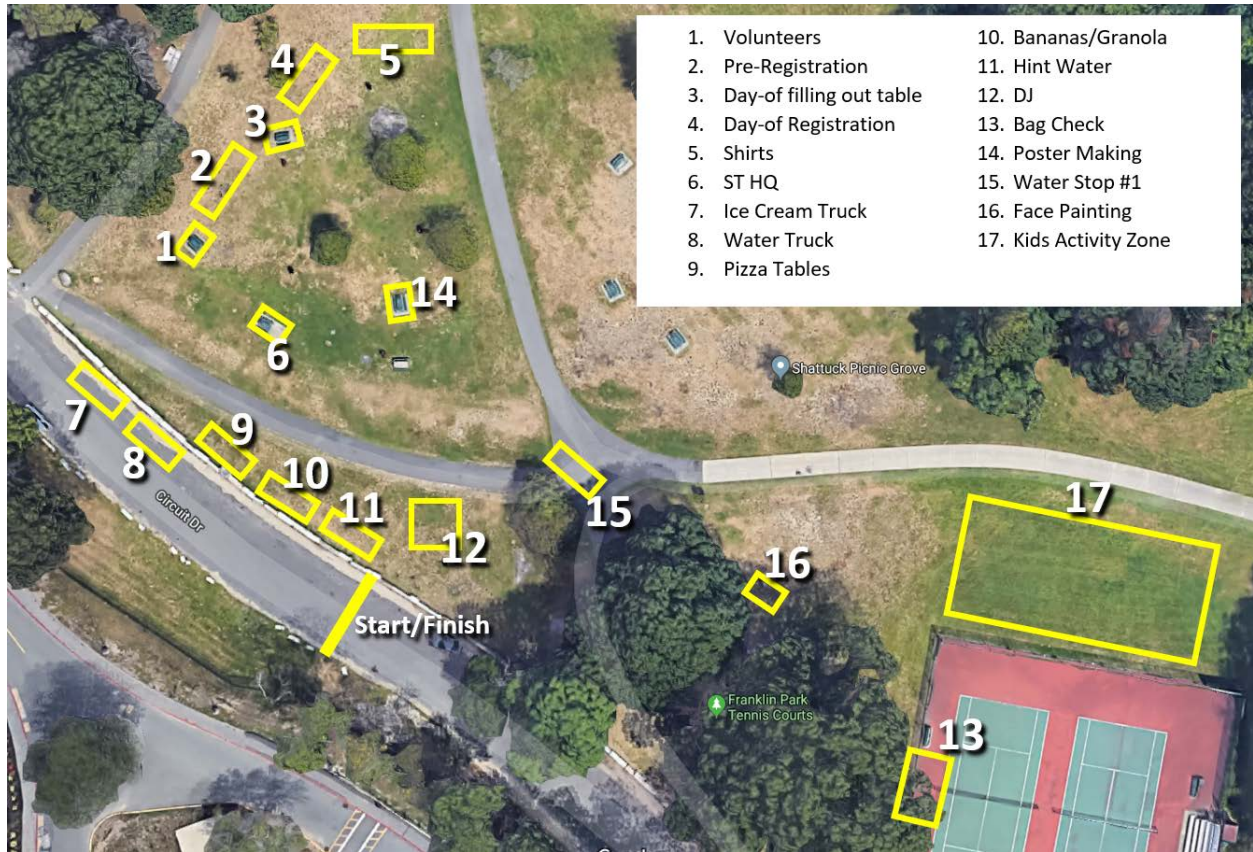 1. Volunteers
2. Pre-Registration
3. Day-of filling out table
4. Day-of Registration
5. Shirts
6. ST HQ
7. Ice Cream Truck
8. Water Truck
9. Pizza Tables
10. Bananas/Granola
11. Hint Water
12. DJ
13. Bag Check
14. Poster Making
15. Water Stop #1
16. Face Painting
17. Kids Activity Zone
5
4
3
2
1
14
6
Shattuck Picnic Grove
7
8
9
10
11
12
15
16
17
Circuit Dr
Start/Finish
Franklin Park
Tennis Courts
13